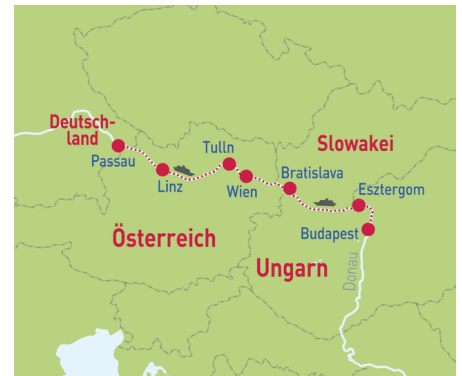 Deutsch-
land
Passau
Linz
Tulln
Wien
Slowakei
Bratislava
Esztergom
Budapest
Österreich
Ungarn
Donau